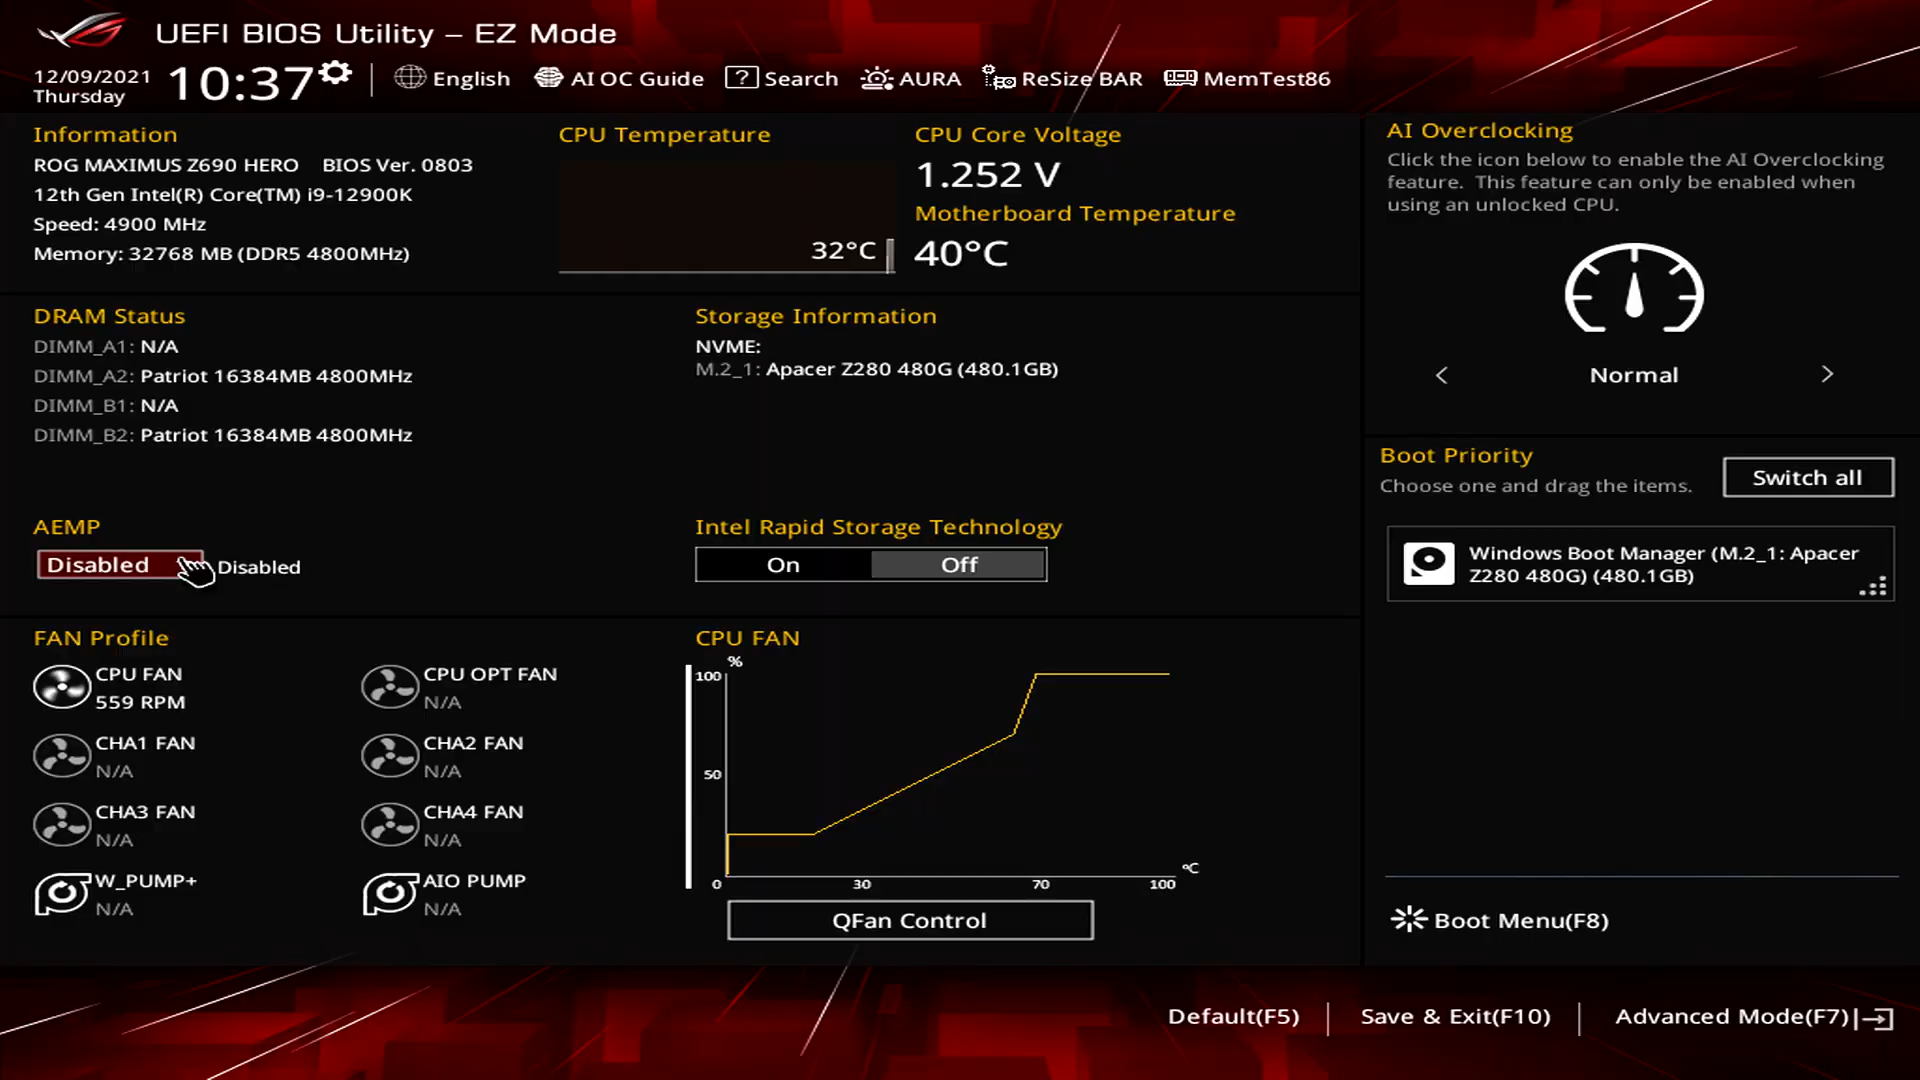 UEFI BIOS Utility – EZ Mode
12/09/2021
Thursday
10:37
English
AI OC Guide
? Search
AURA
ReSize BAR
MemTest86
Information
ROG MAXIMUS Z690 HERO BIOS Ver. 0803
12th Gen Intel(R) Core(TM) i9-12900K
Speed: 4900 MHz
Memory: 32768 MB (DDR5 4800MHz)
CPU Temperature
32°C
CPU Core Voltage
1.252 V
Motherboard Temperature
40°C
AI Overclocking
Click the icon below to enable the AI Overclocking
feature. This feature can only be enabled when
using an unlocked CPU.
Normal
DRAM Status
DIMM_A1: N/A
DIMM_A2: Patriot 16384MB 4800MHz
DIMM_B1: N/A
DIMM_B2: Patriot 16384MB 4800MHz
Storage Information
NVME:
M.2_1: Apacer Z280 480G (480.1GB)
AEMP
Disabled
Disabled
Intel Rapid Storage Technology
On
Off
Boot Priority
Choose one and drag the items.
Switch all
Windows Boot Manager (M.2_1: Apacer
Z280 480G) (480.1GB)
FAN Profile
CPU FAN
559 RPM
CPU OPT FAN
N/A
CHA1 FAN
N/A
CHA2 FAN
N/A
CHA3 FAN
N/A
CHA4 FAN
N/A
W_PUMP+
N/A
AIO PUMP
N/A
CPU FAN
%
100
50
0
30
70
100
°C
QFan Control
Boot Menu(F8)
Default(F5)
Save & Exit(F10)
Advanced Mode(F7)